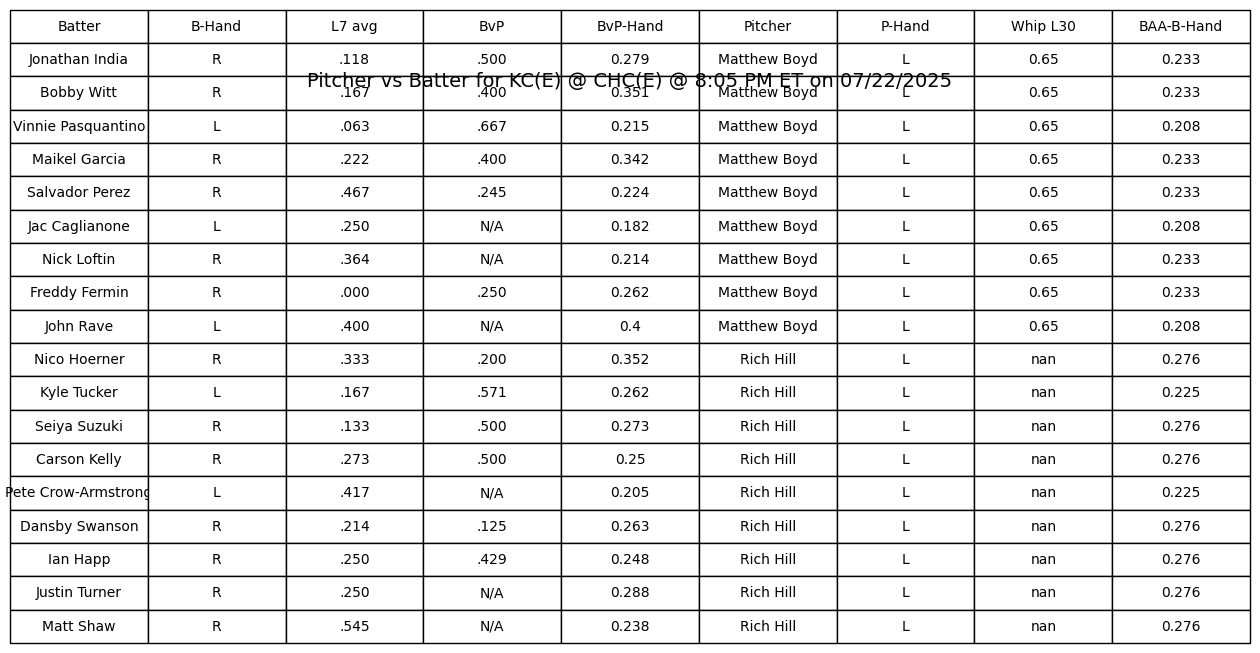 Batter B-Hand L7 avg BvP BvP-Hand Pitcher P-Hand Whip L30 BAA-B-Hand
Jonathan India R .118 .500 0.279 Matthew Boyd L 0.65 0.233
Pitcher vs Batter for KC(E) @ CHC(E) @ 8:05 PM ET on 07/22/2025
Bobby Witt R .167 .400 0.351 Matthew Boyd L 0.65 0.233
Vinnie Pasquantino L .063 .667 0.215 Matthew Boyd L 0.65 0.208
Maikel Garcia R .222 .400 0.342 Matthew Boyd L 0.65 0.233
Salvador Perez R .467 .245 0.224 Matthew Boyd L 0.65 0.233
Jac Caglianone L .250 N/A 0.182 Matthew Boyd L 0.65 0.208
Nick Loftin R .364 N/A 0.214 Matthew Boyd L 0.65 0.233
Freddy Fermin R .000 .250 0.262 Matthew Boyd L 0.65 0.233
John Rave L .400 N/A 0.4 Matthew Boyd L 0.65 0.208
Nico Hoerner R .333 .200 0.352 Rich Hill L nan 0.276
Kyle Tucker L .167 .571 0.262 Rich Hill L nan 0.225
Seiya Suzuki R .133 .500 0.273 Rich Hill L nan 0.276
Carson Kelly R .273 .500 0.25 Rich Hill L nan 0.276
Pete Crow-Armstrong L .417 N/A 0.205 Rich Hill L nan 0.225
Dansby Swanson R .214 .125 0.263 Rich Hill L nan 0.276
Ian Happ R .250 .429 0.248 Rich Hill L nan 0.276
Justin Turner R .250 N/A 0.288 Rich Hill L nan 0.276
Matt Shaw R .545 N/A 0.238 Rich Hill L nan 0.276